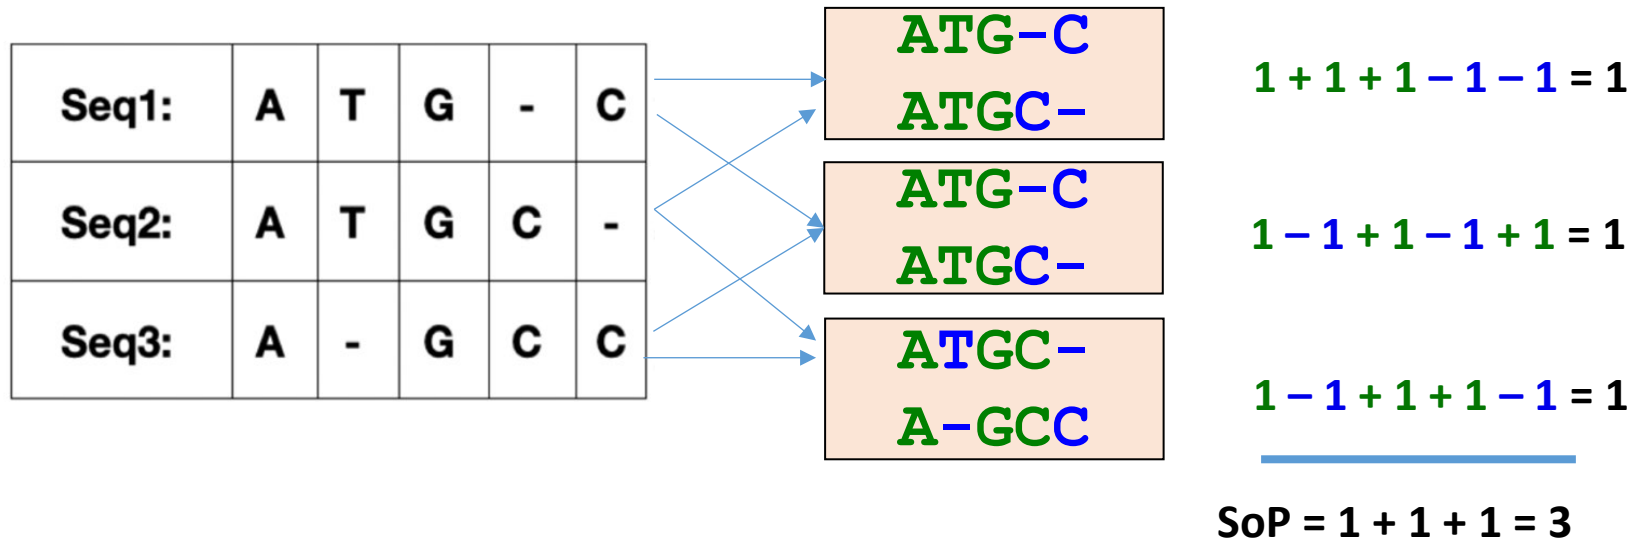 Seq1: A T G - C
Seq2: A T G C -
Seq3: A - G C C
ATG-C
ATGC-
1 + 1 + 1 – 1 – 1 = 1
ATG-C
ATGC-
1 – 1 + 1 – 1 + 1 = 1
ATGC-
A-GCC
1 – 1 + 1 + 1 – 1 = 1
SoP = 1 + 1 + 1 = 3